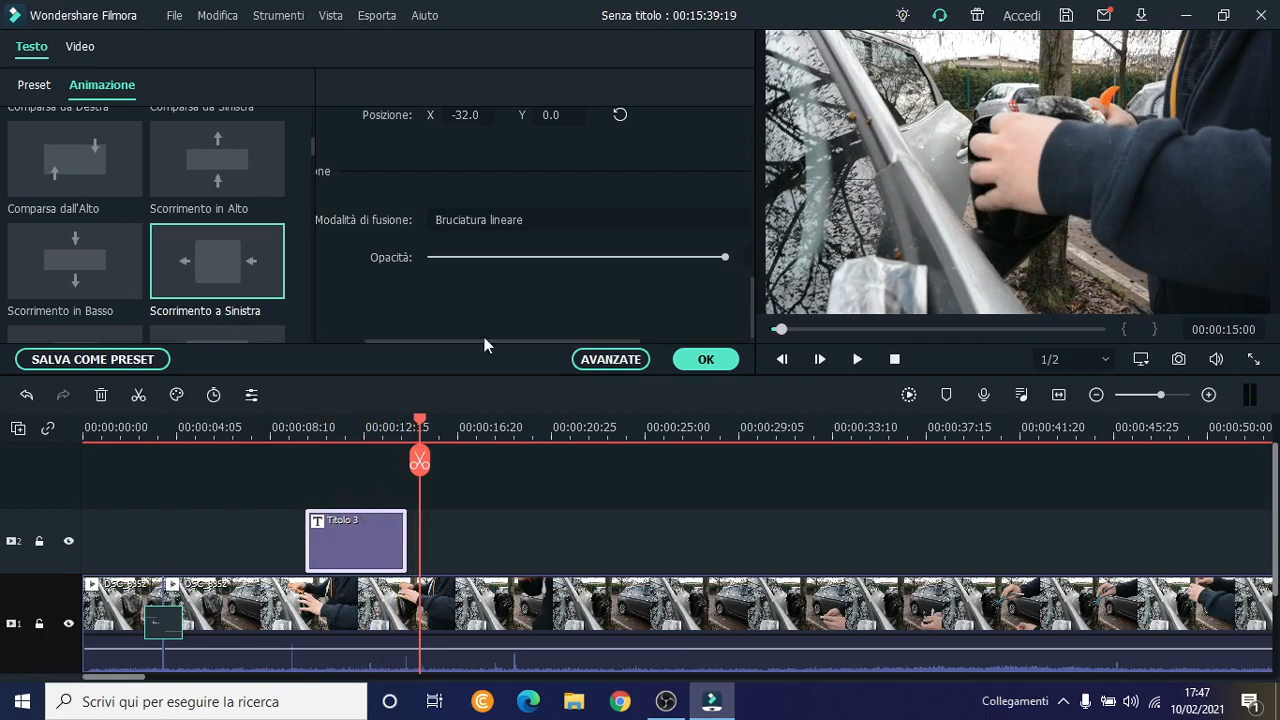 Wondershare Filmora File Modifica Strumenti Vista Esporta Aiuto Senza titolo : 00:15:39:19 Accedi
Testo Video
Preset Animazione
Comparsa da Destra Comparsa da Sinistra
Posizione: X -32.0 Y 0.0
one
Comparsa dall'Alto Scorrimento in Alto
Modalità di fusione: Bruciatura lineare
Opacità:
Scorrimento in Basso Scorrimento a Sinistra
00:00:15:00
SALVA COME PRESET AVANZATE OK 1/2
00:00:00:00 00:00:04:05 00:00:08:10 00:00:12:15 00:00:16:20 00:00:20:25 00:00:25:00 00:00:29:05 00:00:33:10 00:00:37:15 00:00:41:20 00:00:45:25 00:00:50:00
T Titolo 3
2
1
Scrivi qui per eseguire la ricerca
Collegamenti
17:47
10/02/2021
1